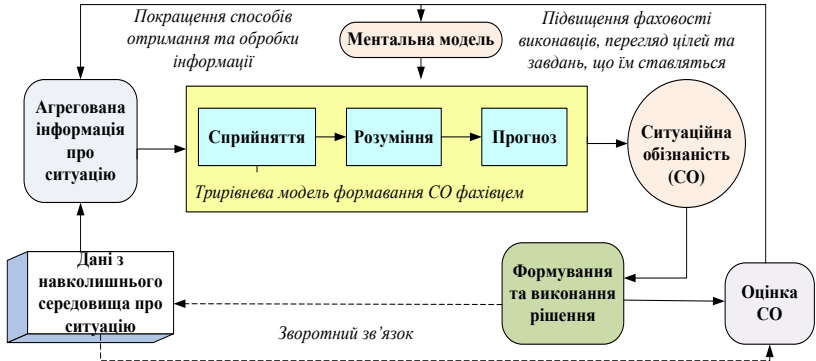 Покращення способів
отримання та обробки
інформації
Ментальна модель
Підвищення фаховості
виконавців, перегляд цілей та
завдань, що їм ставляться
Агрегована
інформація
про
ситуацію
Сприйняття
Розуміння
Прогноз
Трирівнева модель формавання СО фахівцем
Ситуаційна
обізнаність
(СО)
Дані з
навколишнього
середовища про
ситуацію
Формування
та виконання
рішення
Оцінка
СО
Зворотний зв’язок